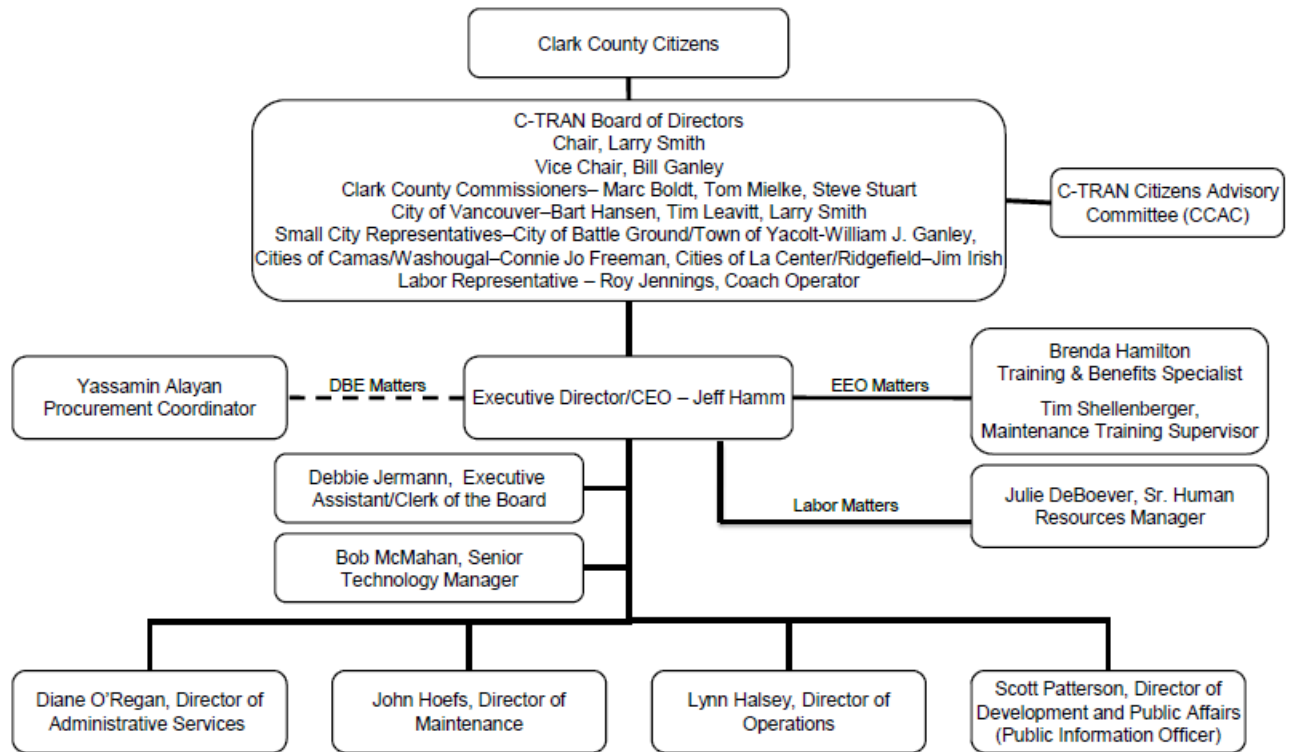 Clark County Citizens
C-TRAN Board of Directors
Chair, Larry Smith
Vice Chair, Bill Ganley
Clark County Commissioners– Marc Boldt, Tom Mielke, Steve Stuart
City of Vancouver–Bart Hansen, Tim Leavitt, Larry Smith
Small City Representatives–City of Battle Ground/Town of Yacolt-William J. Ganley,
Cities of Camas/Washougal–Connie Jo Freeman, Cities of La Center/Ridgefield–Jim Irish
Labor Representative – Roy Jennings, Coach Operator
C-TRAN Citizens Advisory
Committee (CCAC)
Yassamin Alayan
Procurement Coordinator
DBE Matters
Executive Director/CEO – Jeff Hamm
EEO Matters
Brenda Hamilton
Training & Benefits Specialist
Tim Shellenberger,
Maintenance Training Supervisor
Debbie Jermann, Executive
Assistant/Clerk of the Board
Labor Matters
Julie DeBoever, Sr. Human
Resources Manager
Bob McMahan, Senior
Technology Manager
Diane O'Regan, Director of
Administrative Services
John Hoefs, Director of
Maintenance
Lynn Halsey, Director of
Operations
Scott Patterson, Director of
Development and Public Affairs
(Public Information Officer)